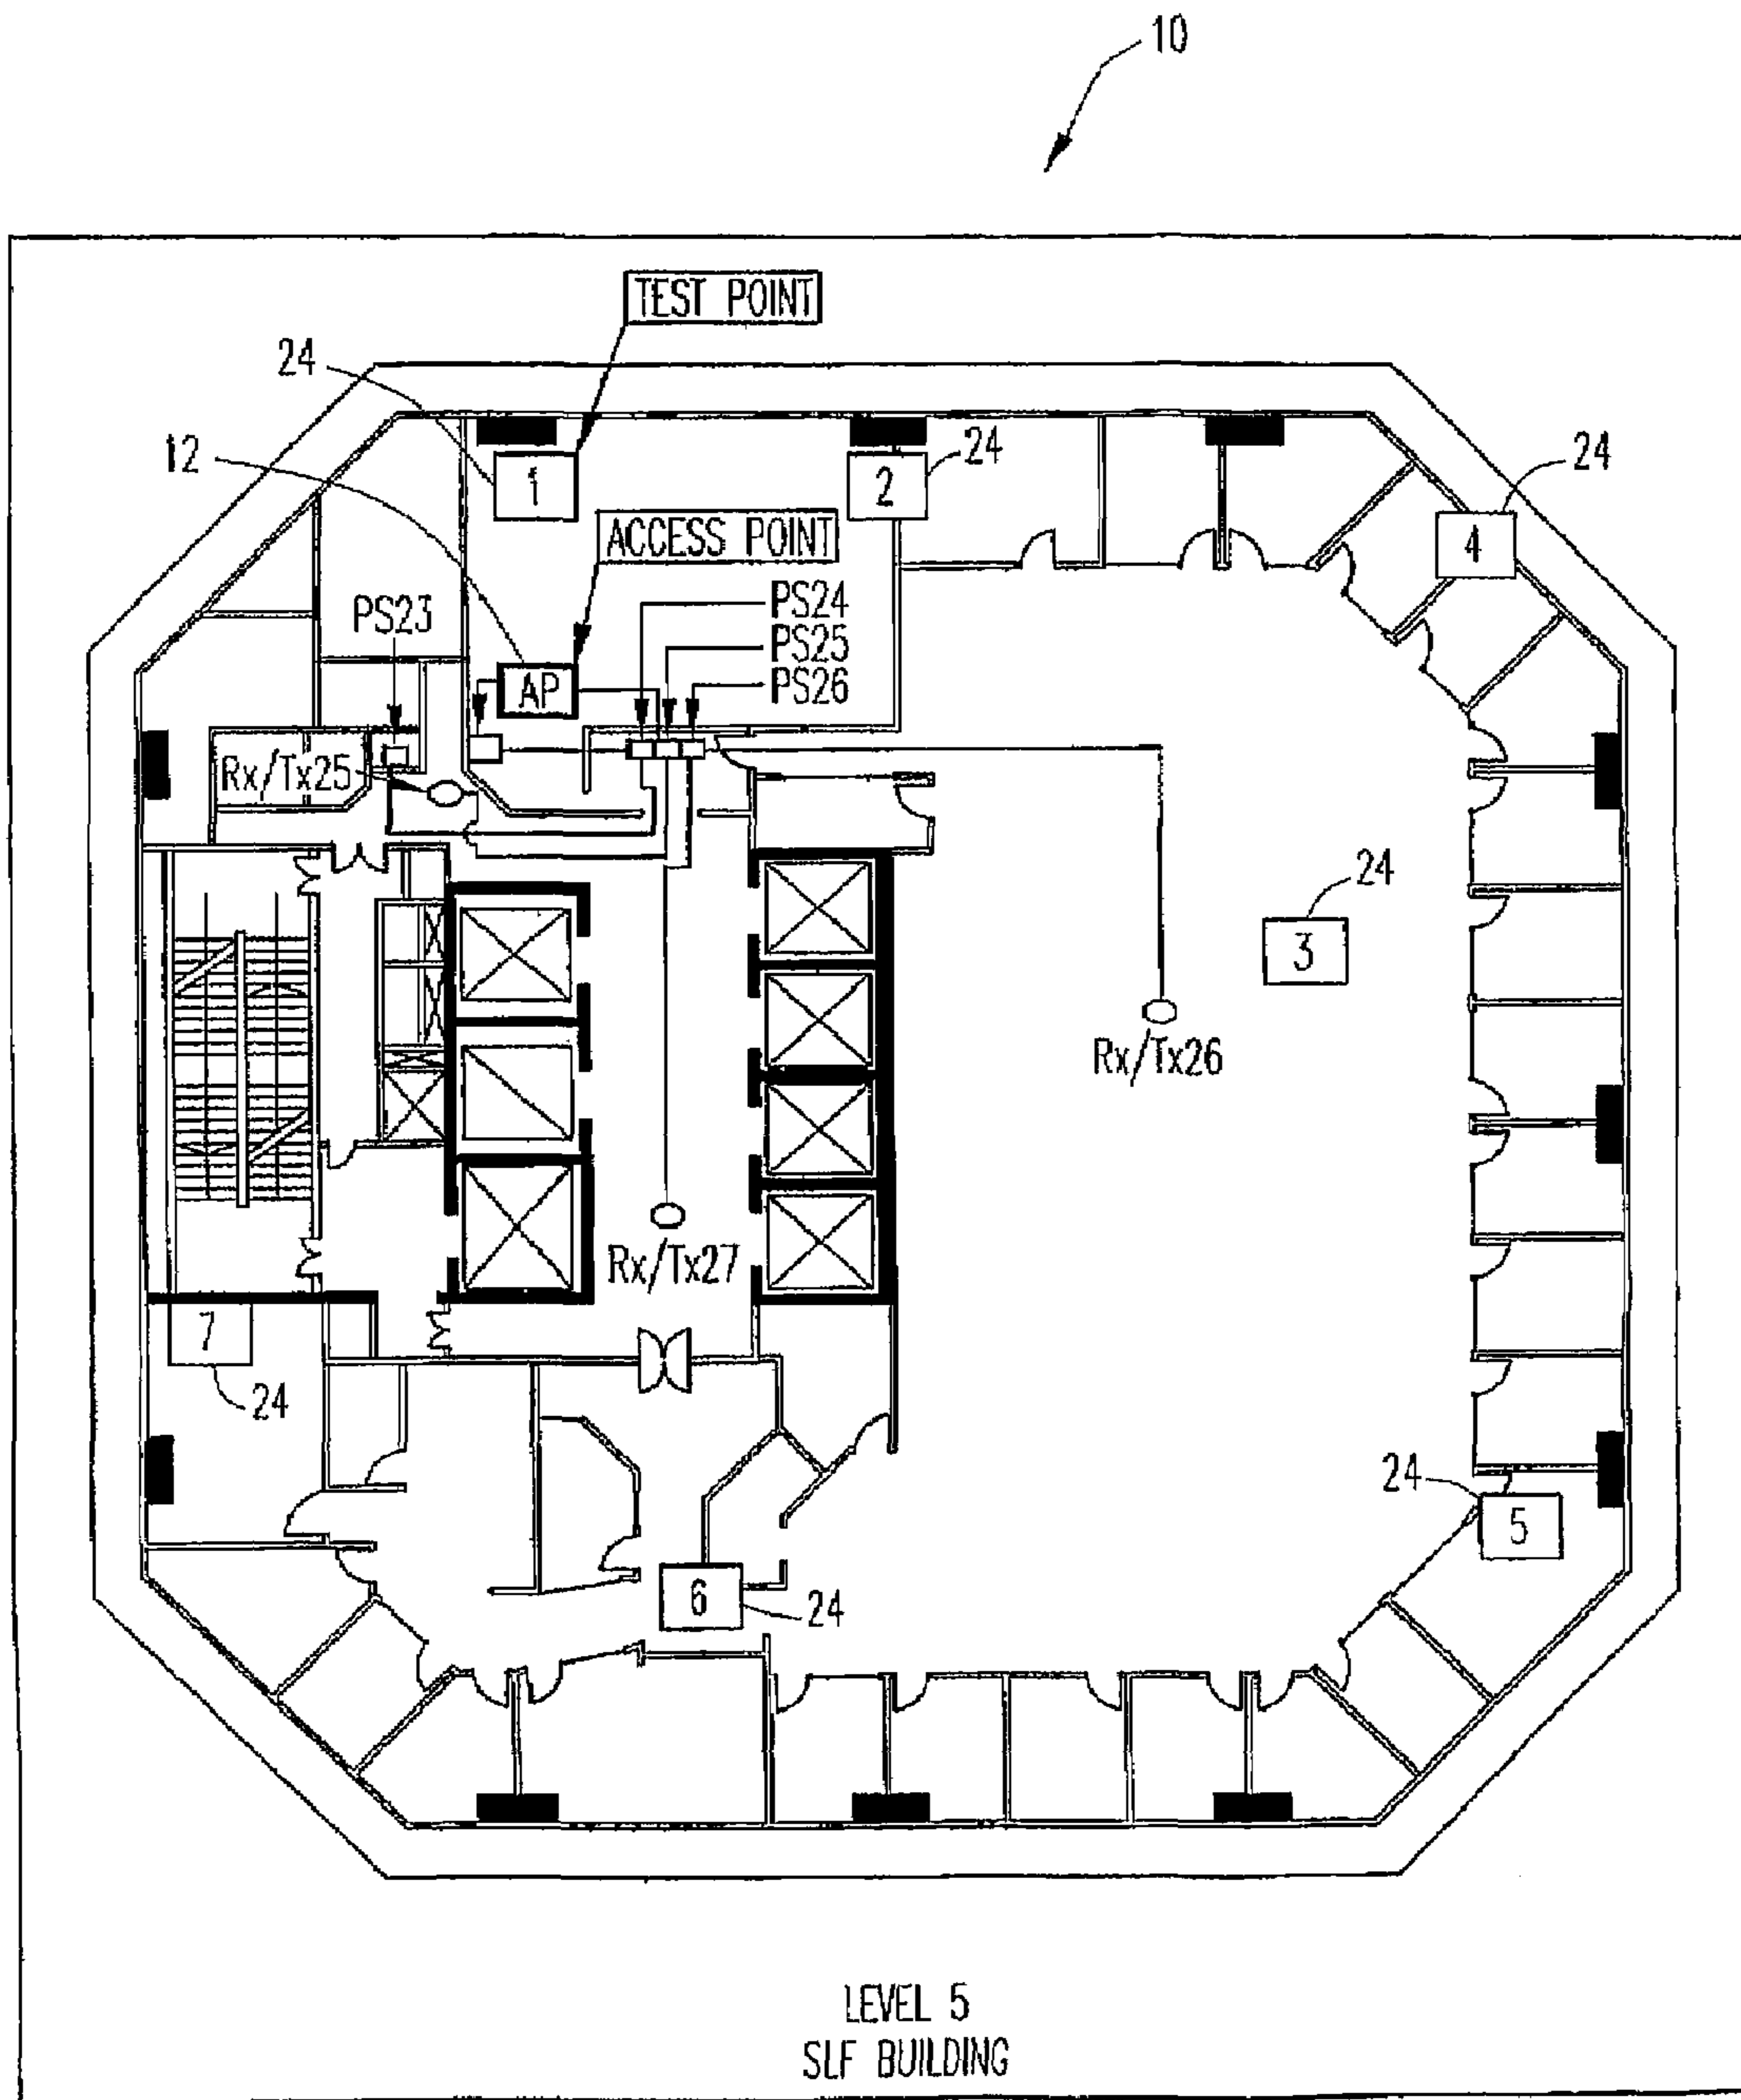 10
TEST POINT
24
12
1
2
24
24
4
ACCESS POINT
PS24
PS25
PS26
PS23
AP
Rx/Tx25
24
3
Rx/Tx26
Rx/Tx27
7
24
24
5
6
24
LEVEL 5
SLF BUILDING